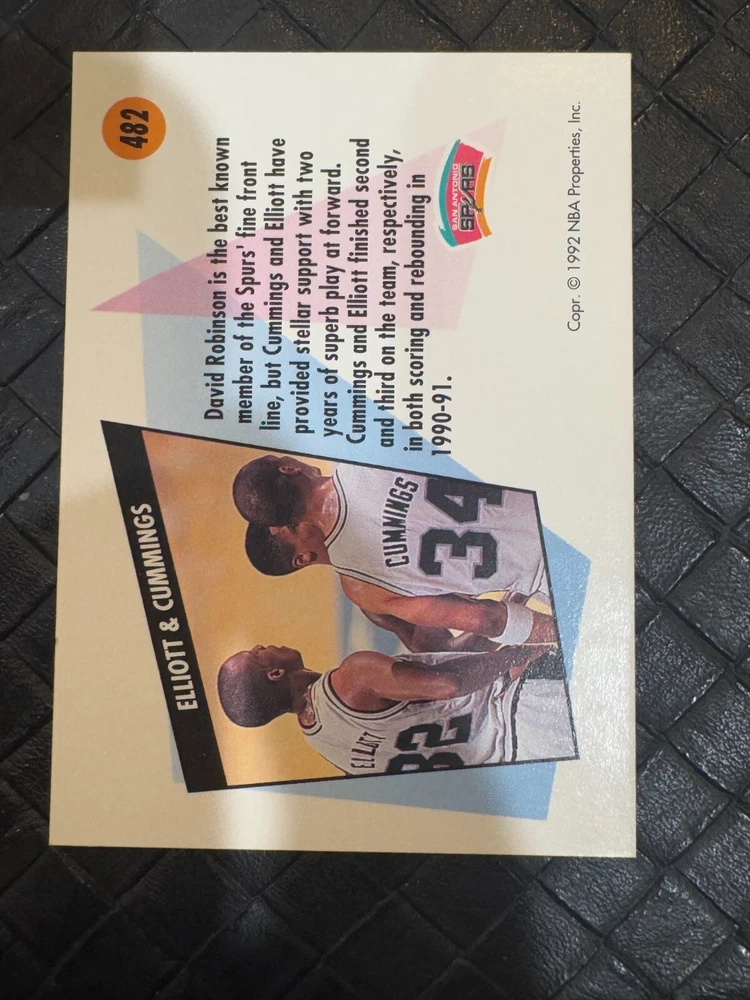 482
David Robinson is the best known
member of the Spurs' fine front
line, but Cummings and Elliott have
provided stellar support with two
years of superb play at forward.
Cummings and Elliott finished second
and third on the team, respectively,
in both scoring and rebounding in
1990-91.
SAN ANTONIO
SPURS
Copr. © 1992 NBA Properties, Inc.
ELLIOTT & CUMMINGS
ELLIOTT
32
CUMMINGS
34